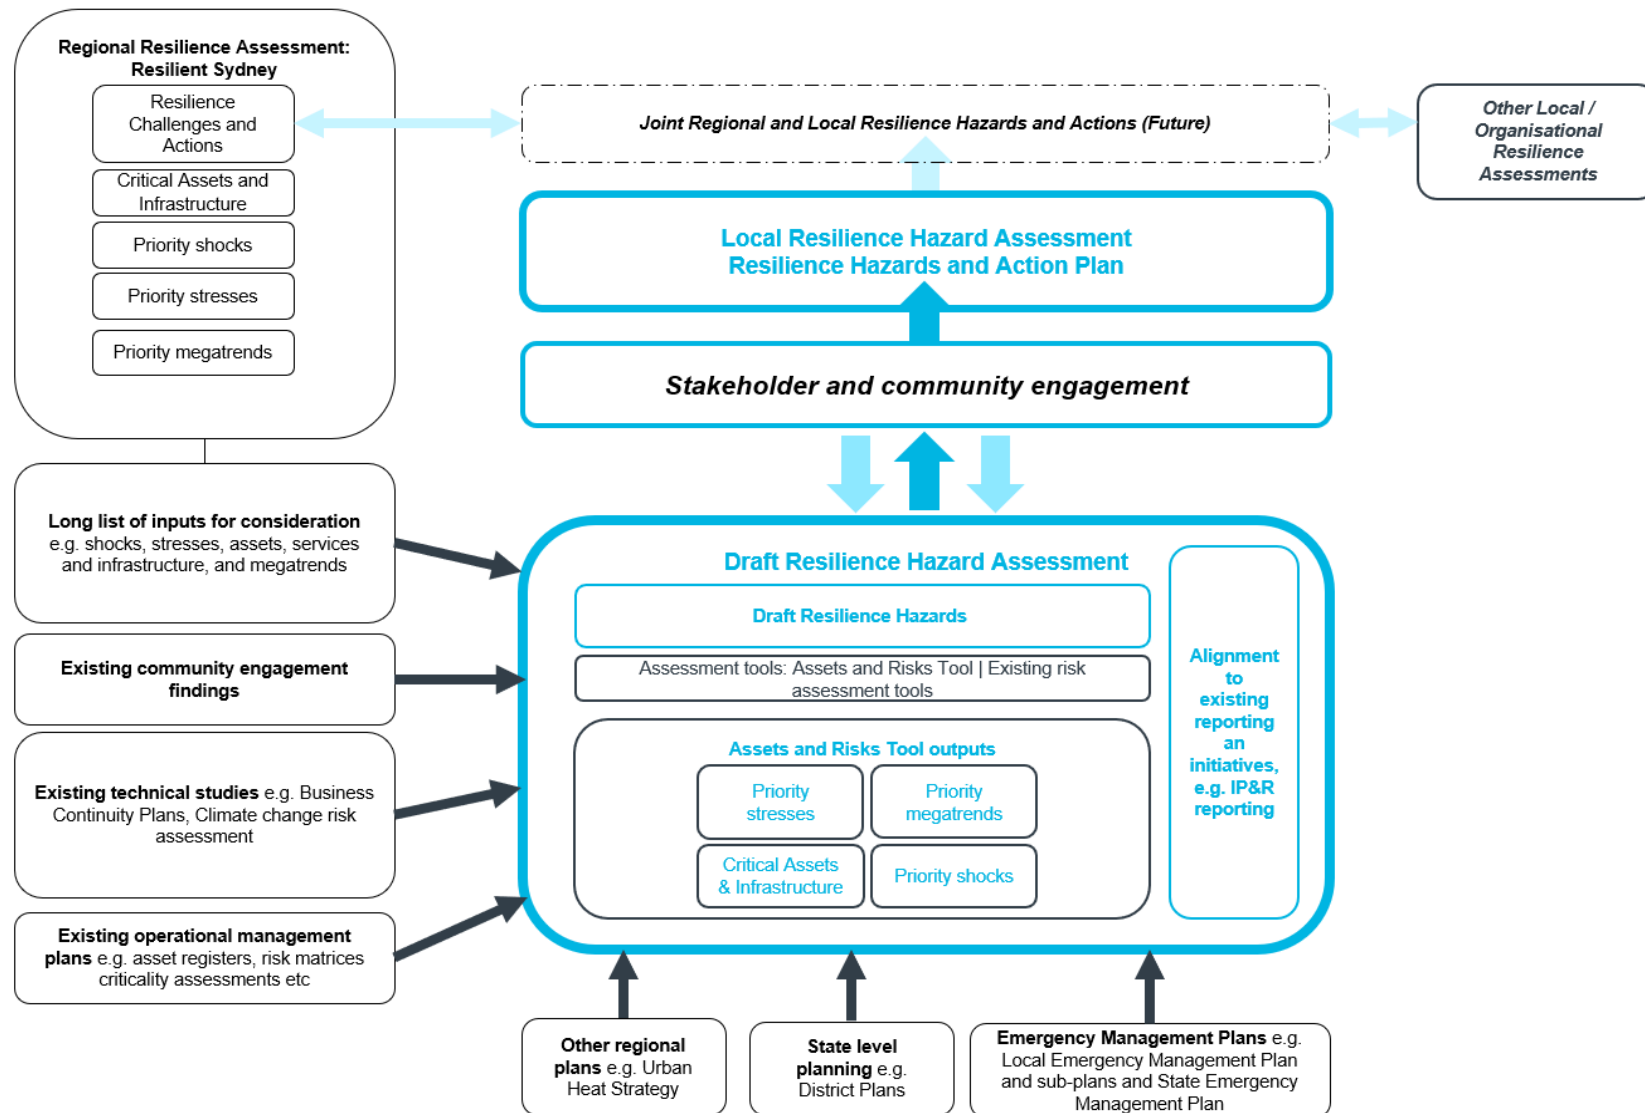 Regional Resilience Assessment:
Resilient Sydney
Resilience
Challenges and
Actions
Critical Assets and
Infrastructure
Priority shocks
Priority stresses
Priority megatrends
Joint Regional and Local Resilience Hazards and Actions (Future)
Other Local /
Organisational
Resilience
Assessments
Local Resilience Hazard Assessment
Resilience Hazards and Action Plan
Stakeholder and community engagement
Long list of inputs for consideration
e.g. shocks, stresses, assets, services
and infrastructure, and megatrends
Existing community engagement
findings
Existing technical studies e.g. Business
Continuity Plans, Climate change risk
assessment
Existing operational management
plans e.g. asset registers, risk matrices
criticality assessments etc
Draft Resilience Hazard Assessment
Draft Resilience Hazards
Assessment tools: Assets and Risks Tool | Existing risk
assessment tools
Assets and Risks Tool outputs
Priority
stresses
Priority
megatrends
Critical Assets
& Infrastructure
Priority shocks
Alignment
to
existing
reporting
an
initiatives,
e.g. IP&R
reporting
Other regional
plans e.g. Urban
Heat Strategy
State level
planning e.g.
District Plans
Emergency Management Plans e.g.
Local Emergency Management Plan
and sub-plans and State Emergency
Management Plan